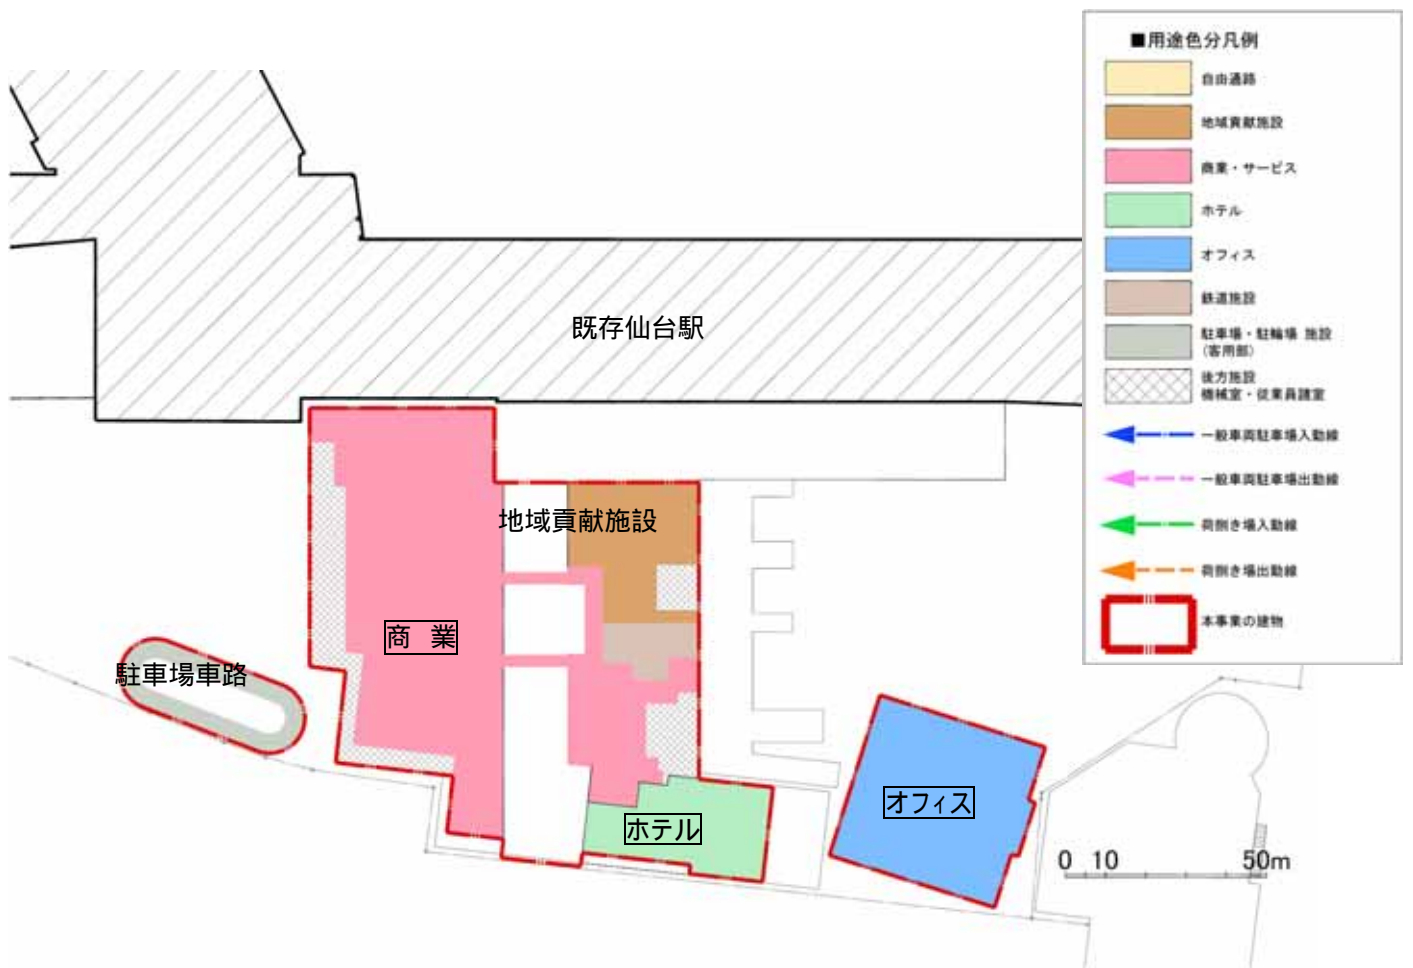 ■用途色分凡例
自由通路
地域貢献施設
商業・サービス
ホテル
オフィス
鉄道施設
駐車場・駐輪場 施設
(客用部)
後方施設
機械室・従業員諸室
一般車両駐車場入動線
一般車両駐車場出動線
荷捌き場入動線
荷捌き場出動線
本事業の建物
既存仙台駅
地域貢献施設
商 業
駐車場車路
オフィス
ホテル
0 10 50m